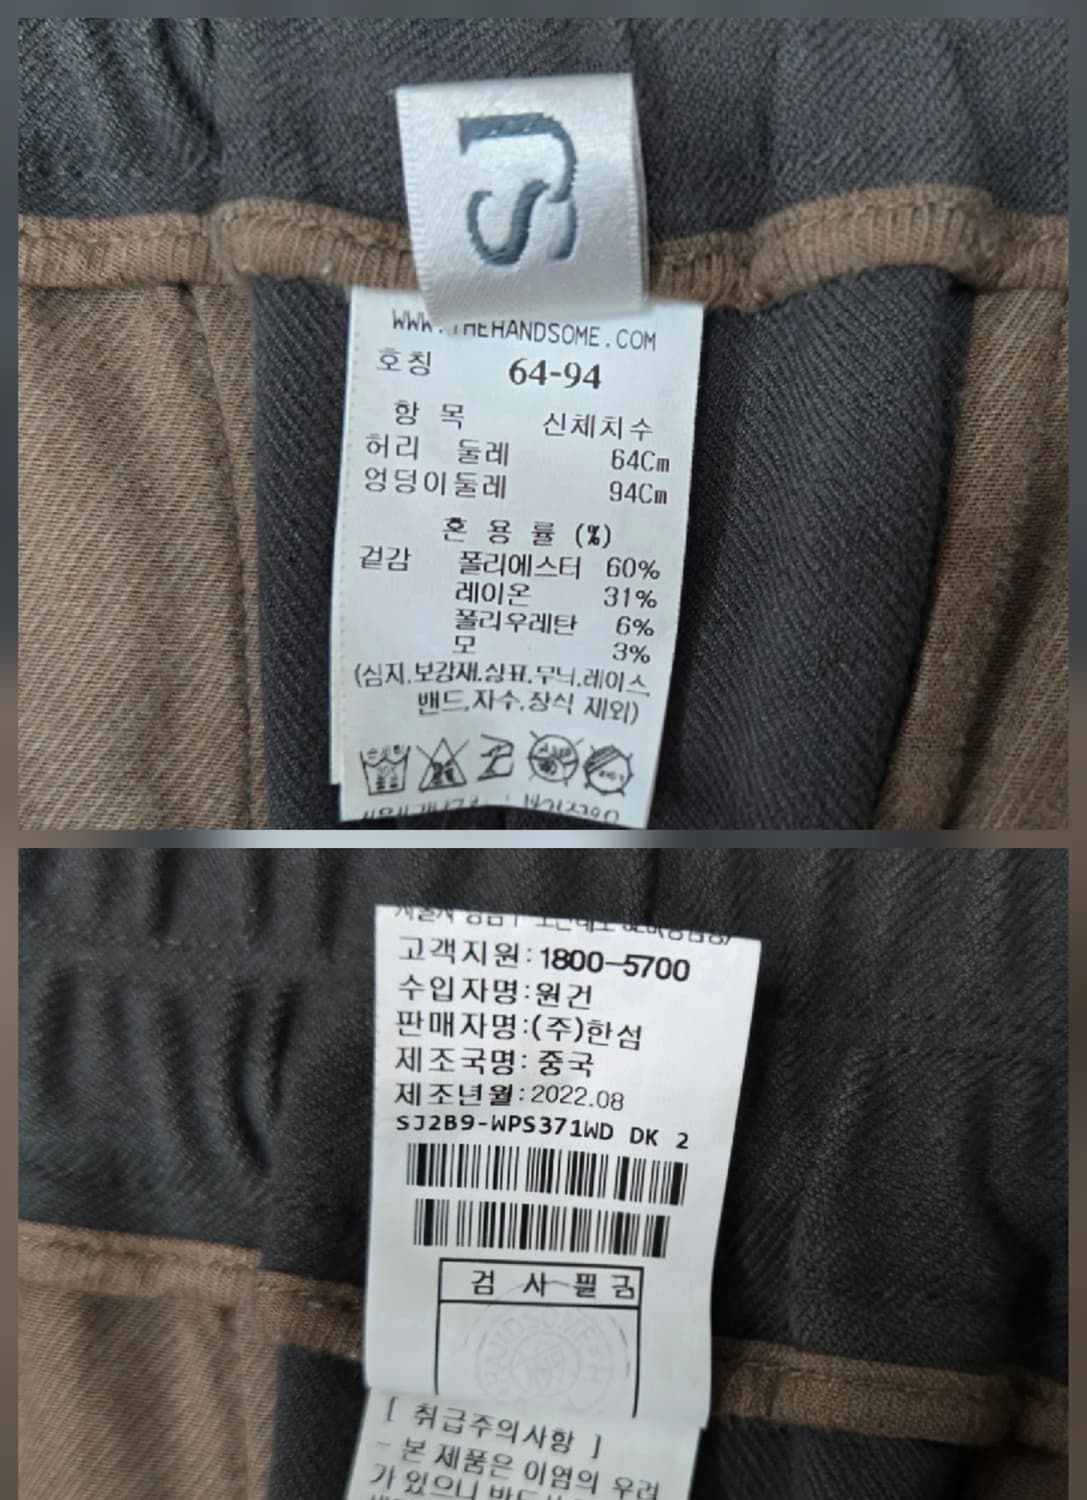 SJ
WWW.THEHANDSOME.COM
호칭 64-94
항 목 신체치수
허리 둘레 64Cm
엉덩이둘레 94Cm
혼 용 률 (%)
겉감 폴리에스터 60%
레이온 31%
폴리우레탄 6%
모 3%
(심지.보강재.상표.무늬.레이스
밴드.자수.장식 제외)
고객지원:1800-5700
수입자명:원건
판매자명:(주)한섬
제조국명:중국
제조년월:2022.08
SJ2B9-WPS371WD DK 2
검 사 필
[ 취급주의사항 ]
- 본 제품은 이염의 우려
가 있으니